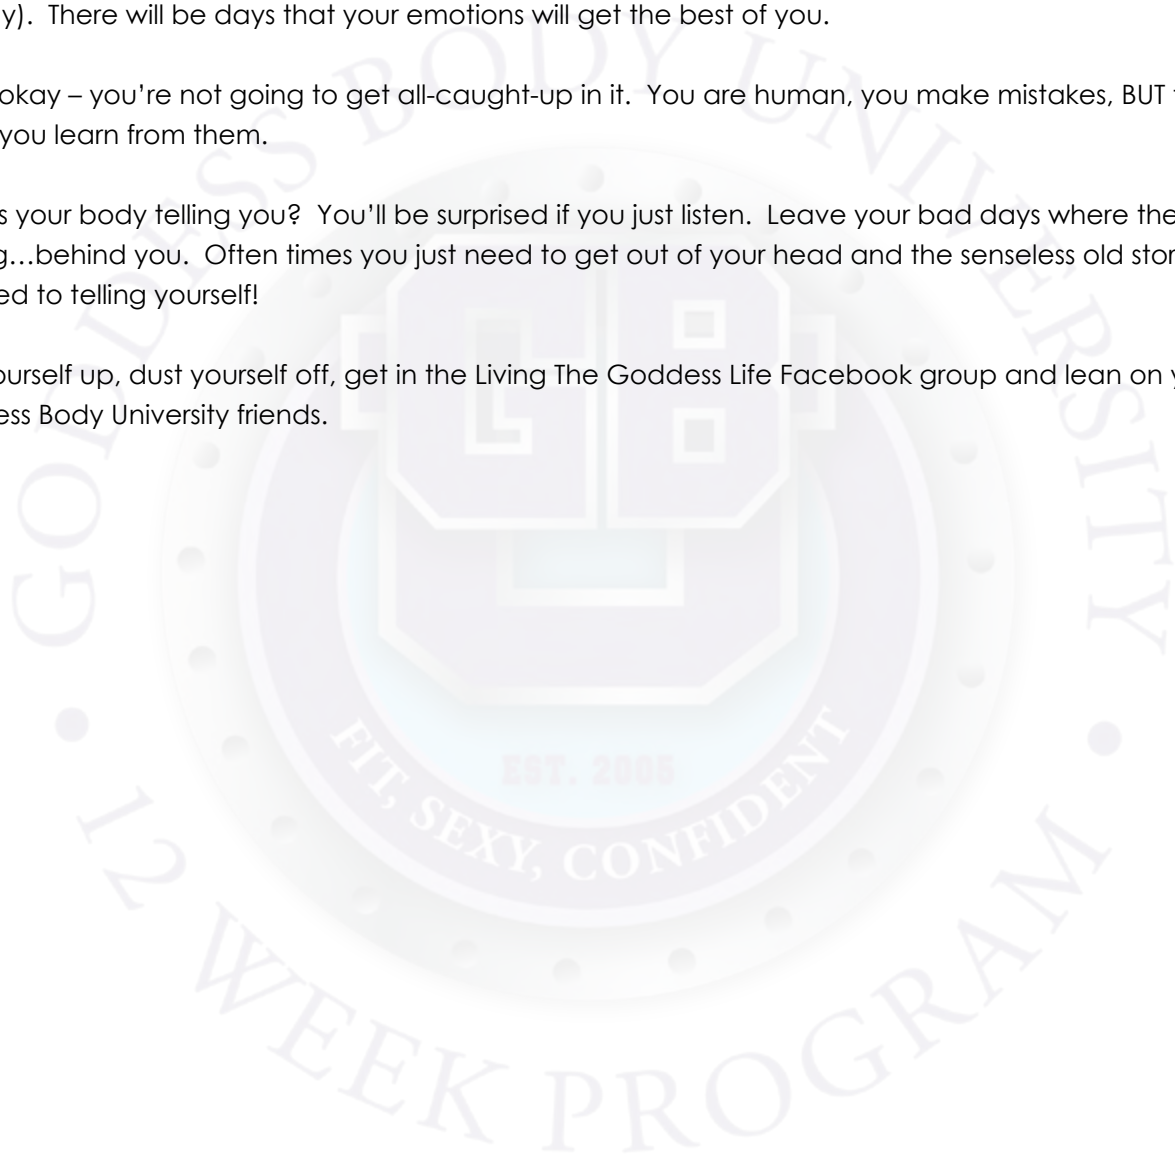 y). There will be days that your emotions will get the best of you.
okay – you’re not going to get all-caught-up in it. You are human, you make mistakes, BUT
you learn from them.
s your body telling you? You’ll be surprised if you just listen. Leave your bad days where the
g…behind you. Often times you just need to get out of your head and the senseless old stor
ed to telling yourself!
ourself up, dust yourself off, get in the Living The Goddess Life Facebook group and lean on y
ess Body University friends.
GODDESS BODY UNIVERSITY
GB
U
EST. 2006
FIT, SEXY, CONFIDENT
• 12 WEEK PROGRAM •